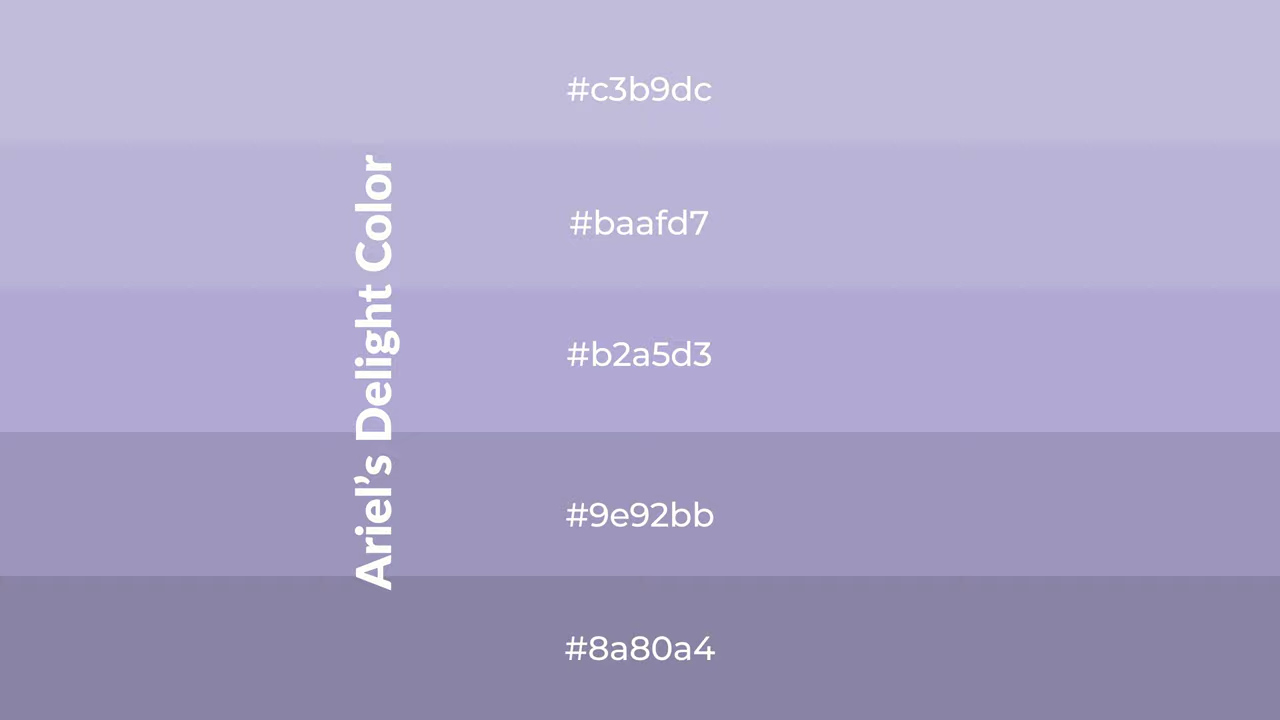 Ariel’s Delight Color
#c3b9dc
#baafd7
#b2a5d3
#9e92bb
#8a80a4